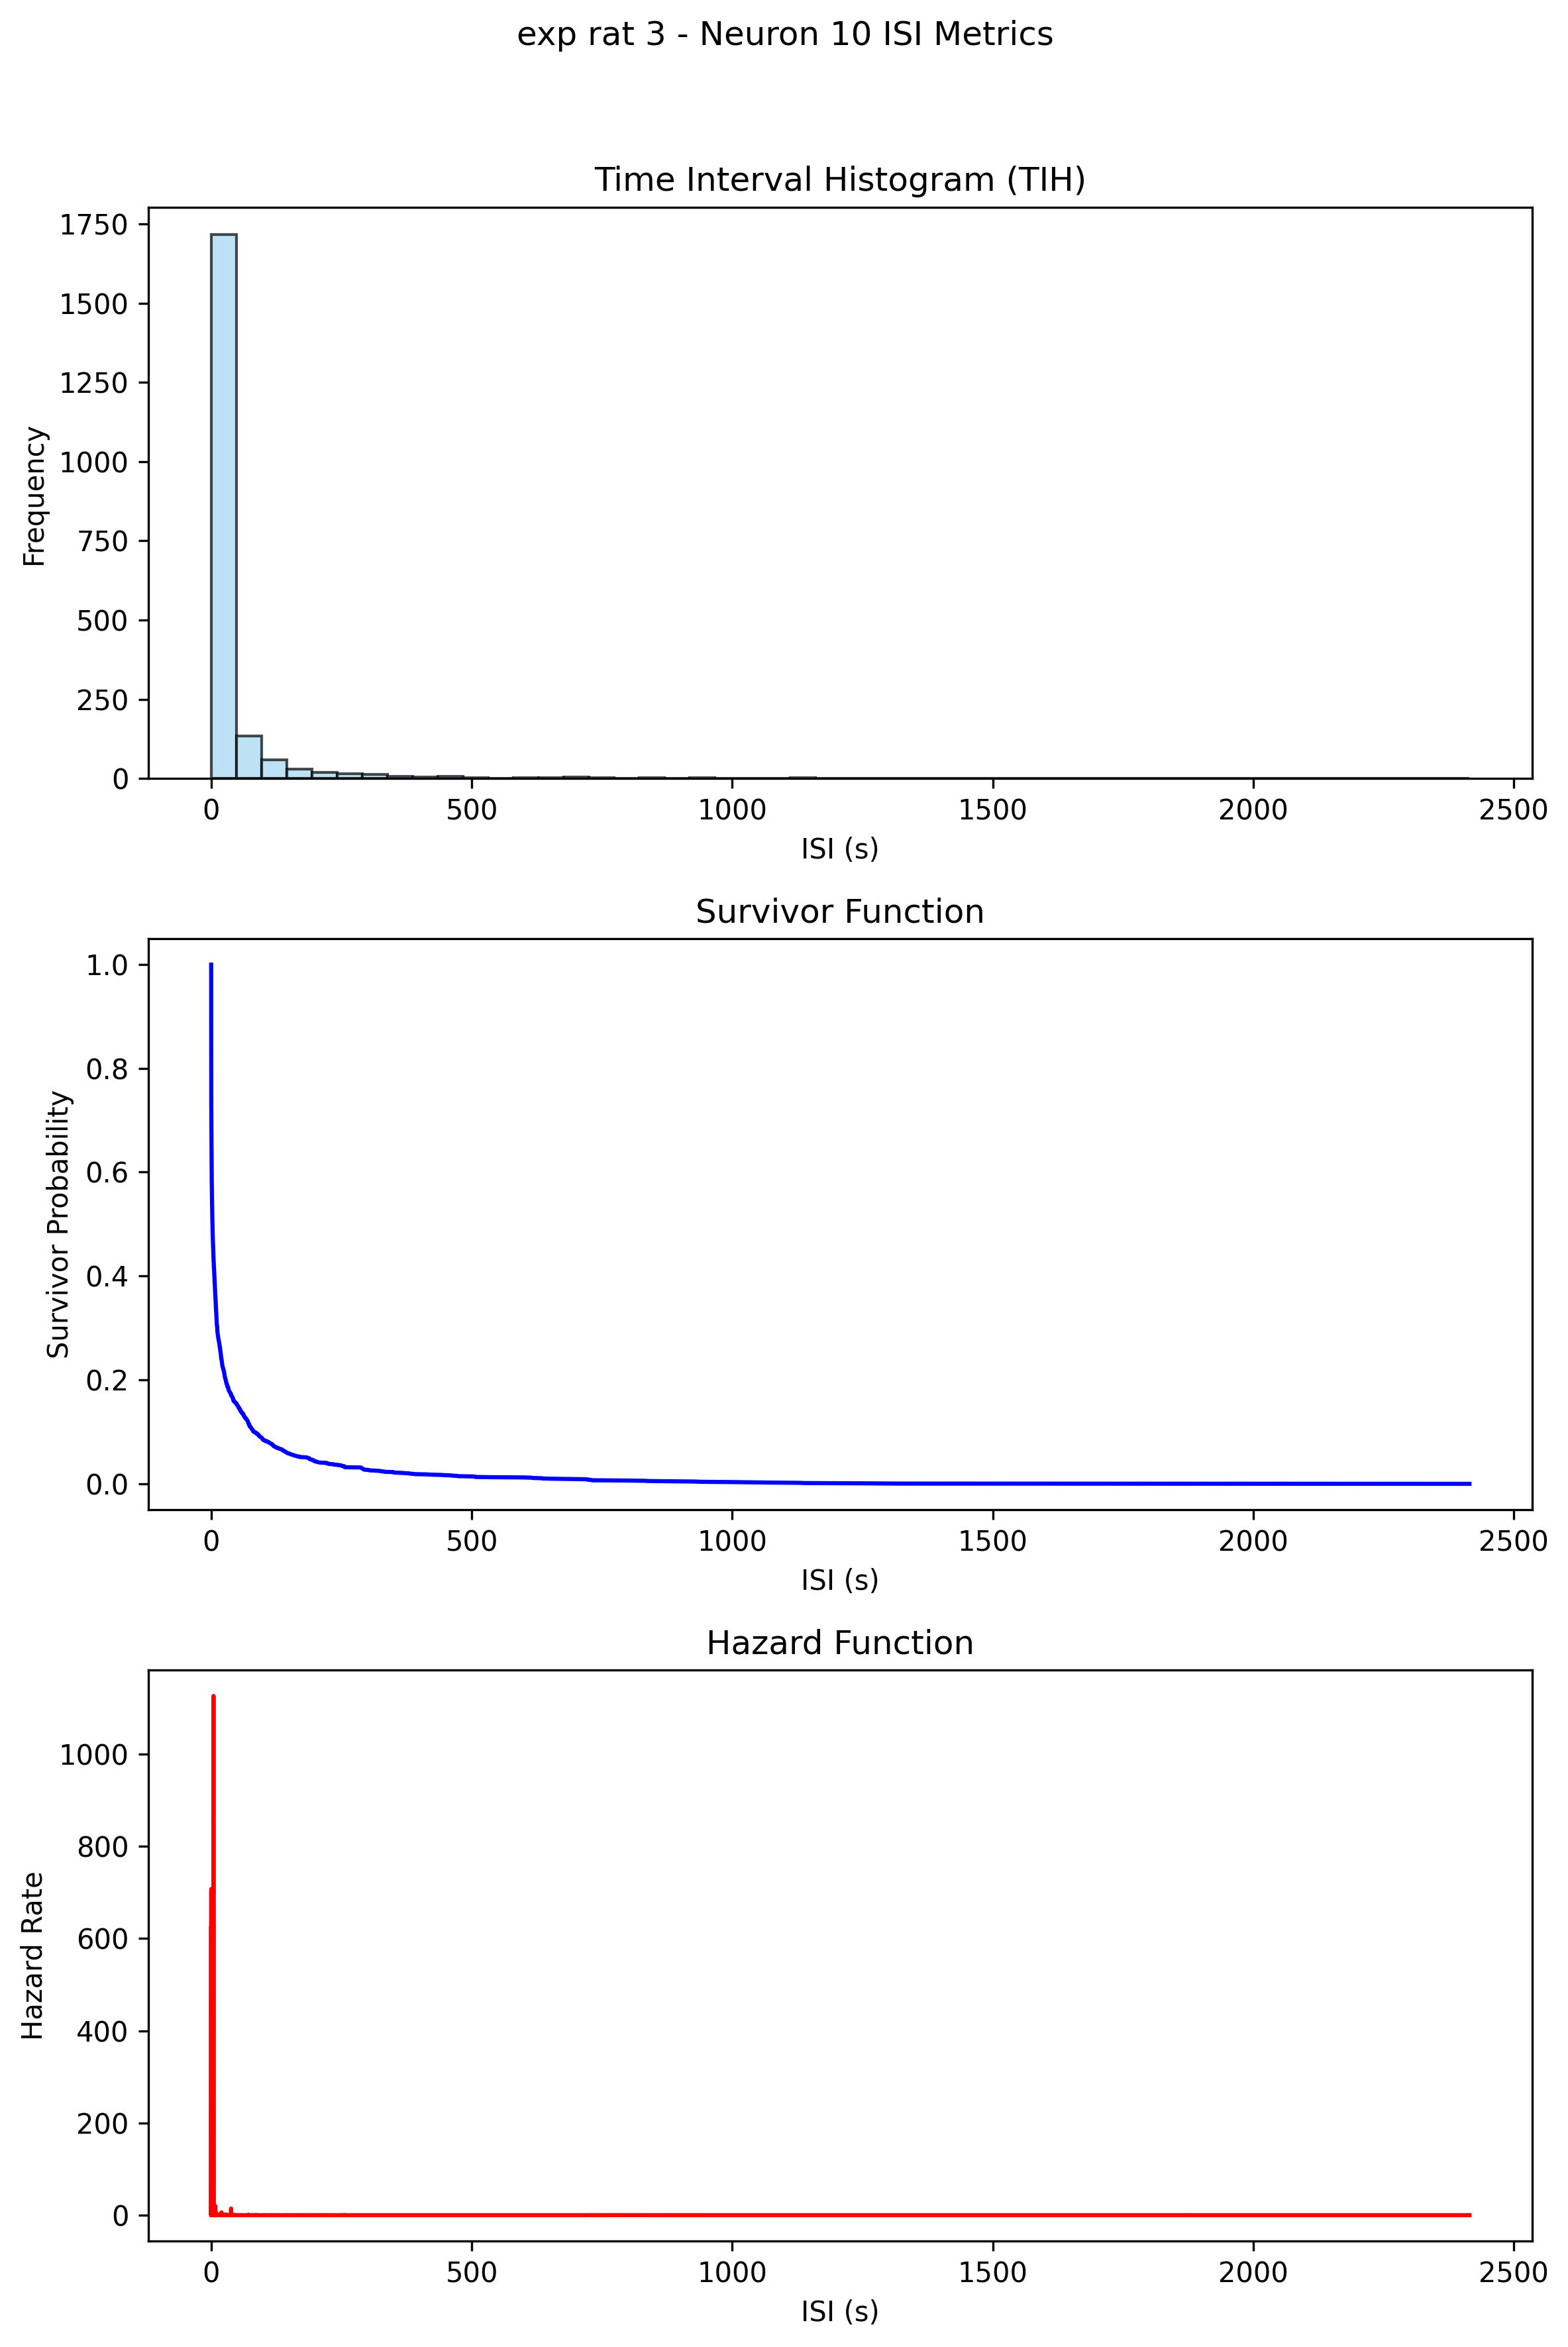 exp rat 3 - Neuron 10 ISI Metrics
Time Interval Histogram (TIH)
1750
1500
1250
1000
750
500
250
0
Frequency
0 500 1000 1500 2000 2500
ISI (s)
Survivor Function
1.0
0.8
0.6
0.4
0.2
0.0
Survivor Probability
0 500 1000 1500 2000 2500
ISI (s)
Hazard Function
1000
800
600
400
200
0
Hazard Rate
0 500 1000 1500 2000 2500
ISI (s)